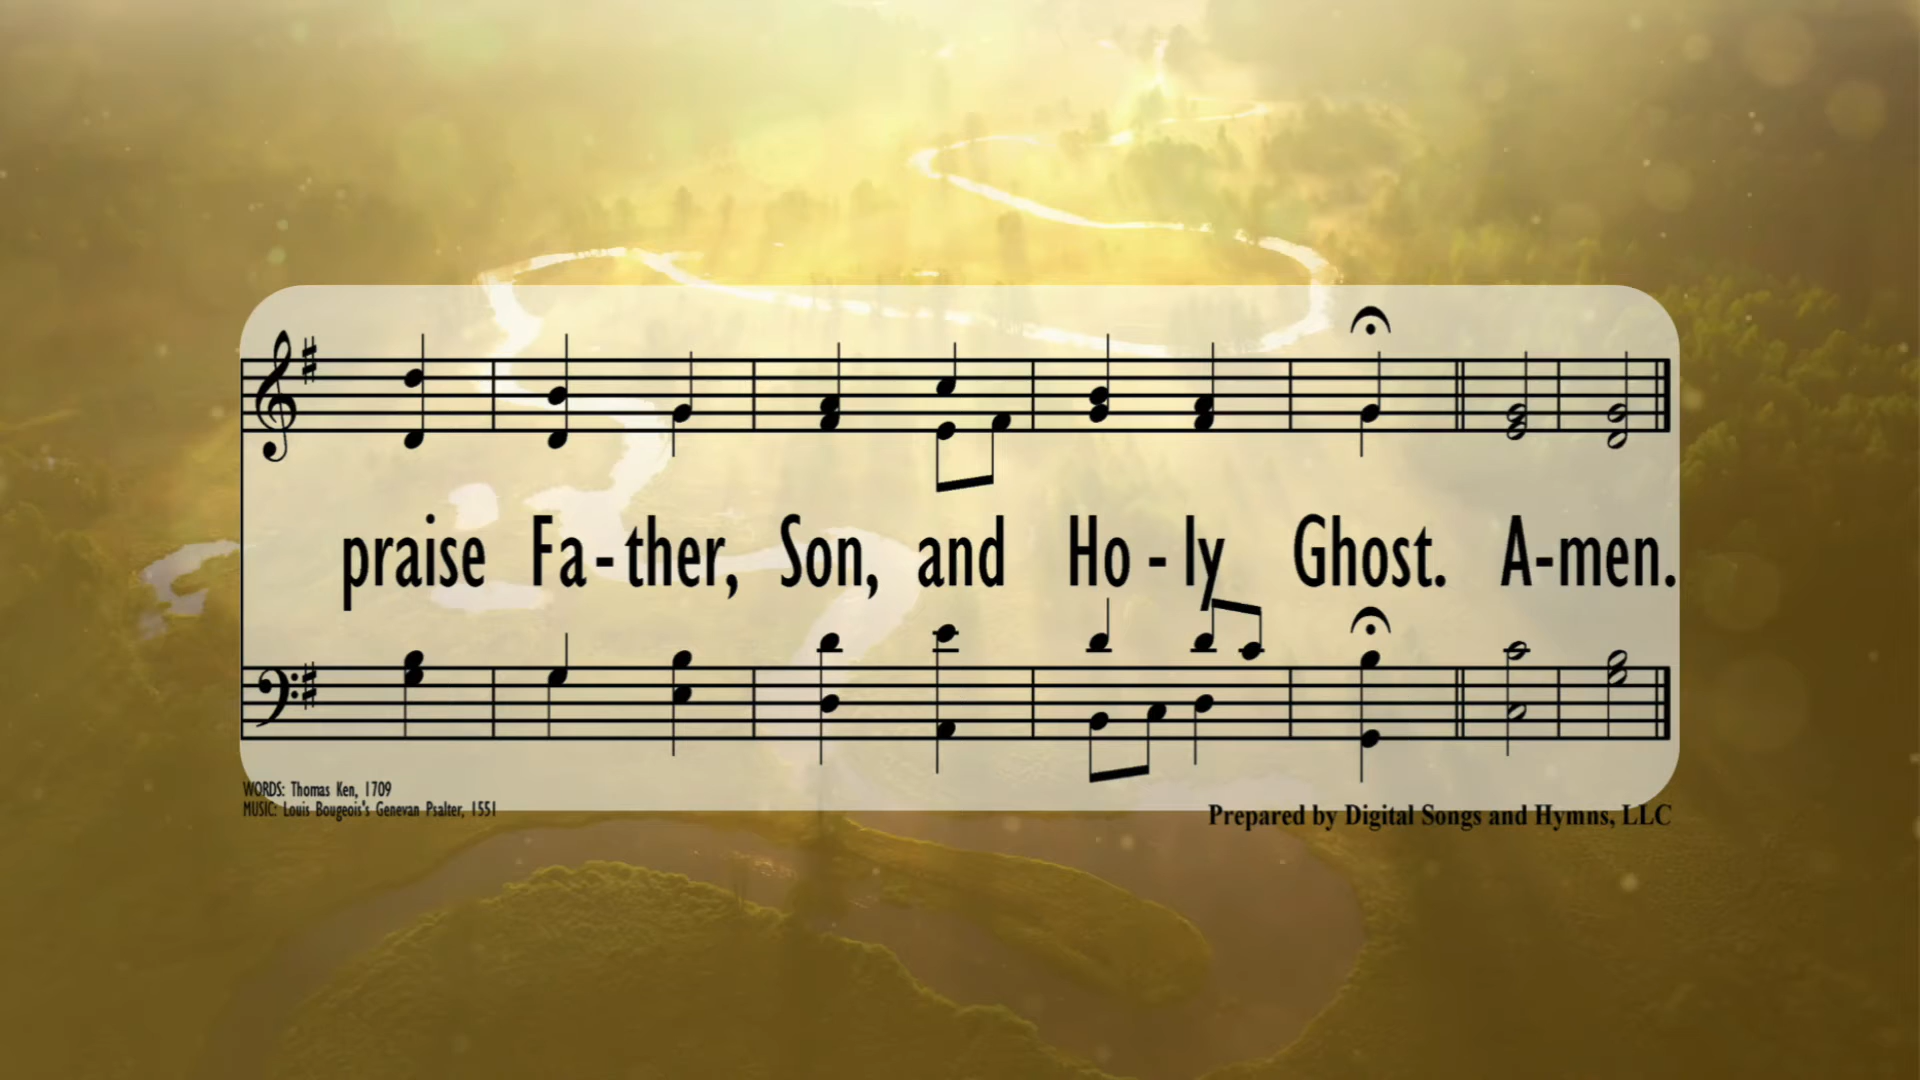 praise Fa-ther, Son, and Ho-ly Ghost. A-men.
WORDS: Thomas Ken, 1709
MUSIC: Louis Bougeois's Genevan Psalter, 1551
Prepared by Digital Songs and Hymns, LLC